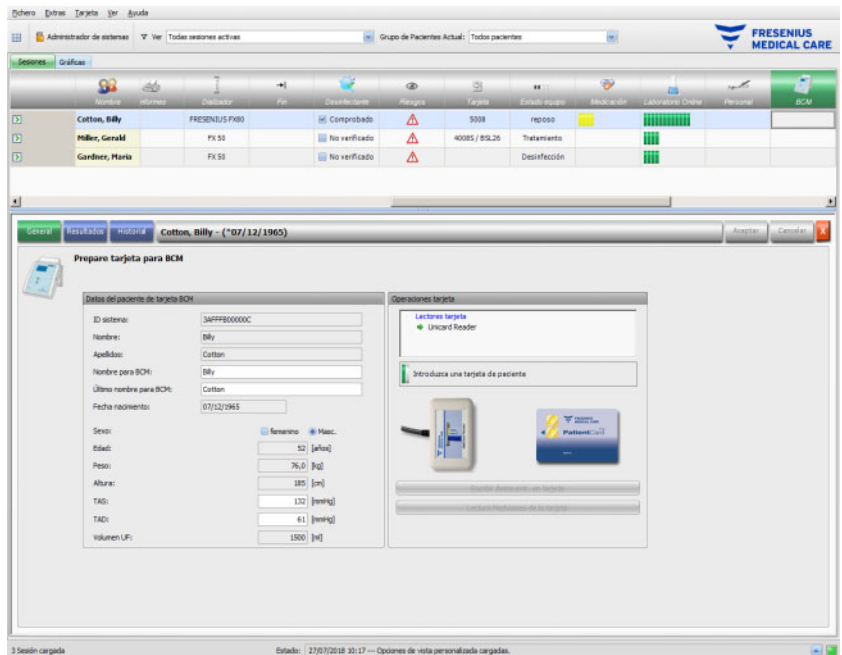 Fichero Extras Tarjeta Ver Ayuda
Administrador de sistemas Ver Todas sesiones activas Grupo de Pacientes Actual: Todos pacientes
FRESENIUS
MEDICAL CARE
Sesiones Gráficas
Nombre Informes Dializador Fin Desinfectante Riesgos Tarjeta Estado equipo Medicación Laboratorio Online Personal BCM
Cotton, Billy FRESENIUS FX80 Comprobado 5008 reposo
Miller, Gerald FX 50 No verificado 4008S / BSL26 Tratamiento
Gardner, Maria FX 50 No verificado Desinfección
General Resultados Historial Cotton, Billy - (*07/12/1965) Aceptar Cancelar X
Prepare tarjeta para BCM
Datos del paciente de tarjeta BCM
ID sistema: 3AFFFB00000C
Nombre: Billy
Apellidos: Cotton
Nombre para BCM: Billy
Último nombre para BCM: Cotton
Fecha nacimiento: 07/12/1965
Sexo: femenino Masc.
Edad: 52 [años]
Peso: 76,0 [kg]
Altura: 185 [cm]
TAS: 132 [mmHg]
TAD: 61 [mmHg]
Volumen UF: 1500 [ml]
Operaciones tarjeta
Lectores tarjeta
Unicard Reader
Introduzca una tarjeta de paciente
FRESENIUS
MEDICAL CARE
PatientCard
3 Sesión cargada Estado: 27/07/2018 10:17 --- Opciones de vista personalizada cargadas.